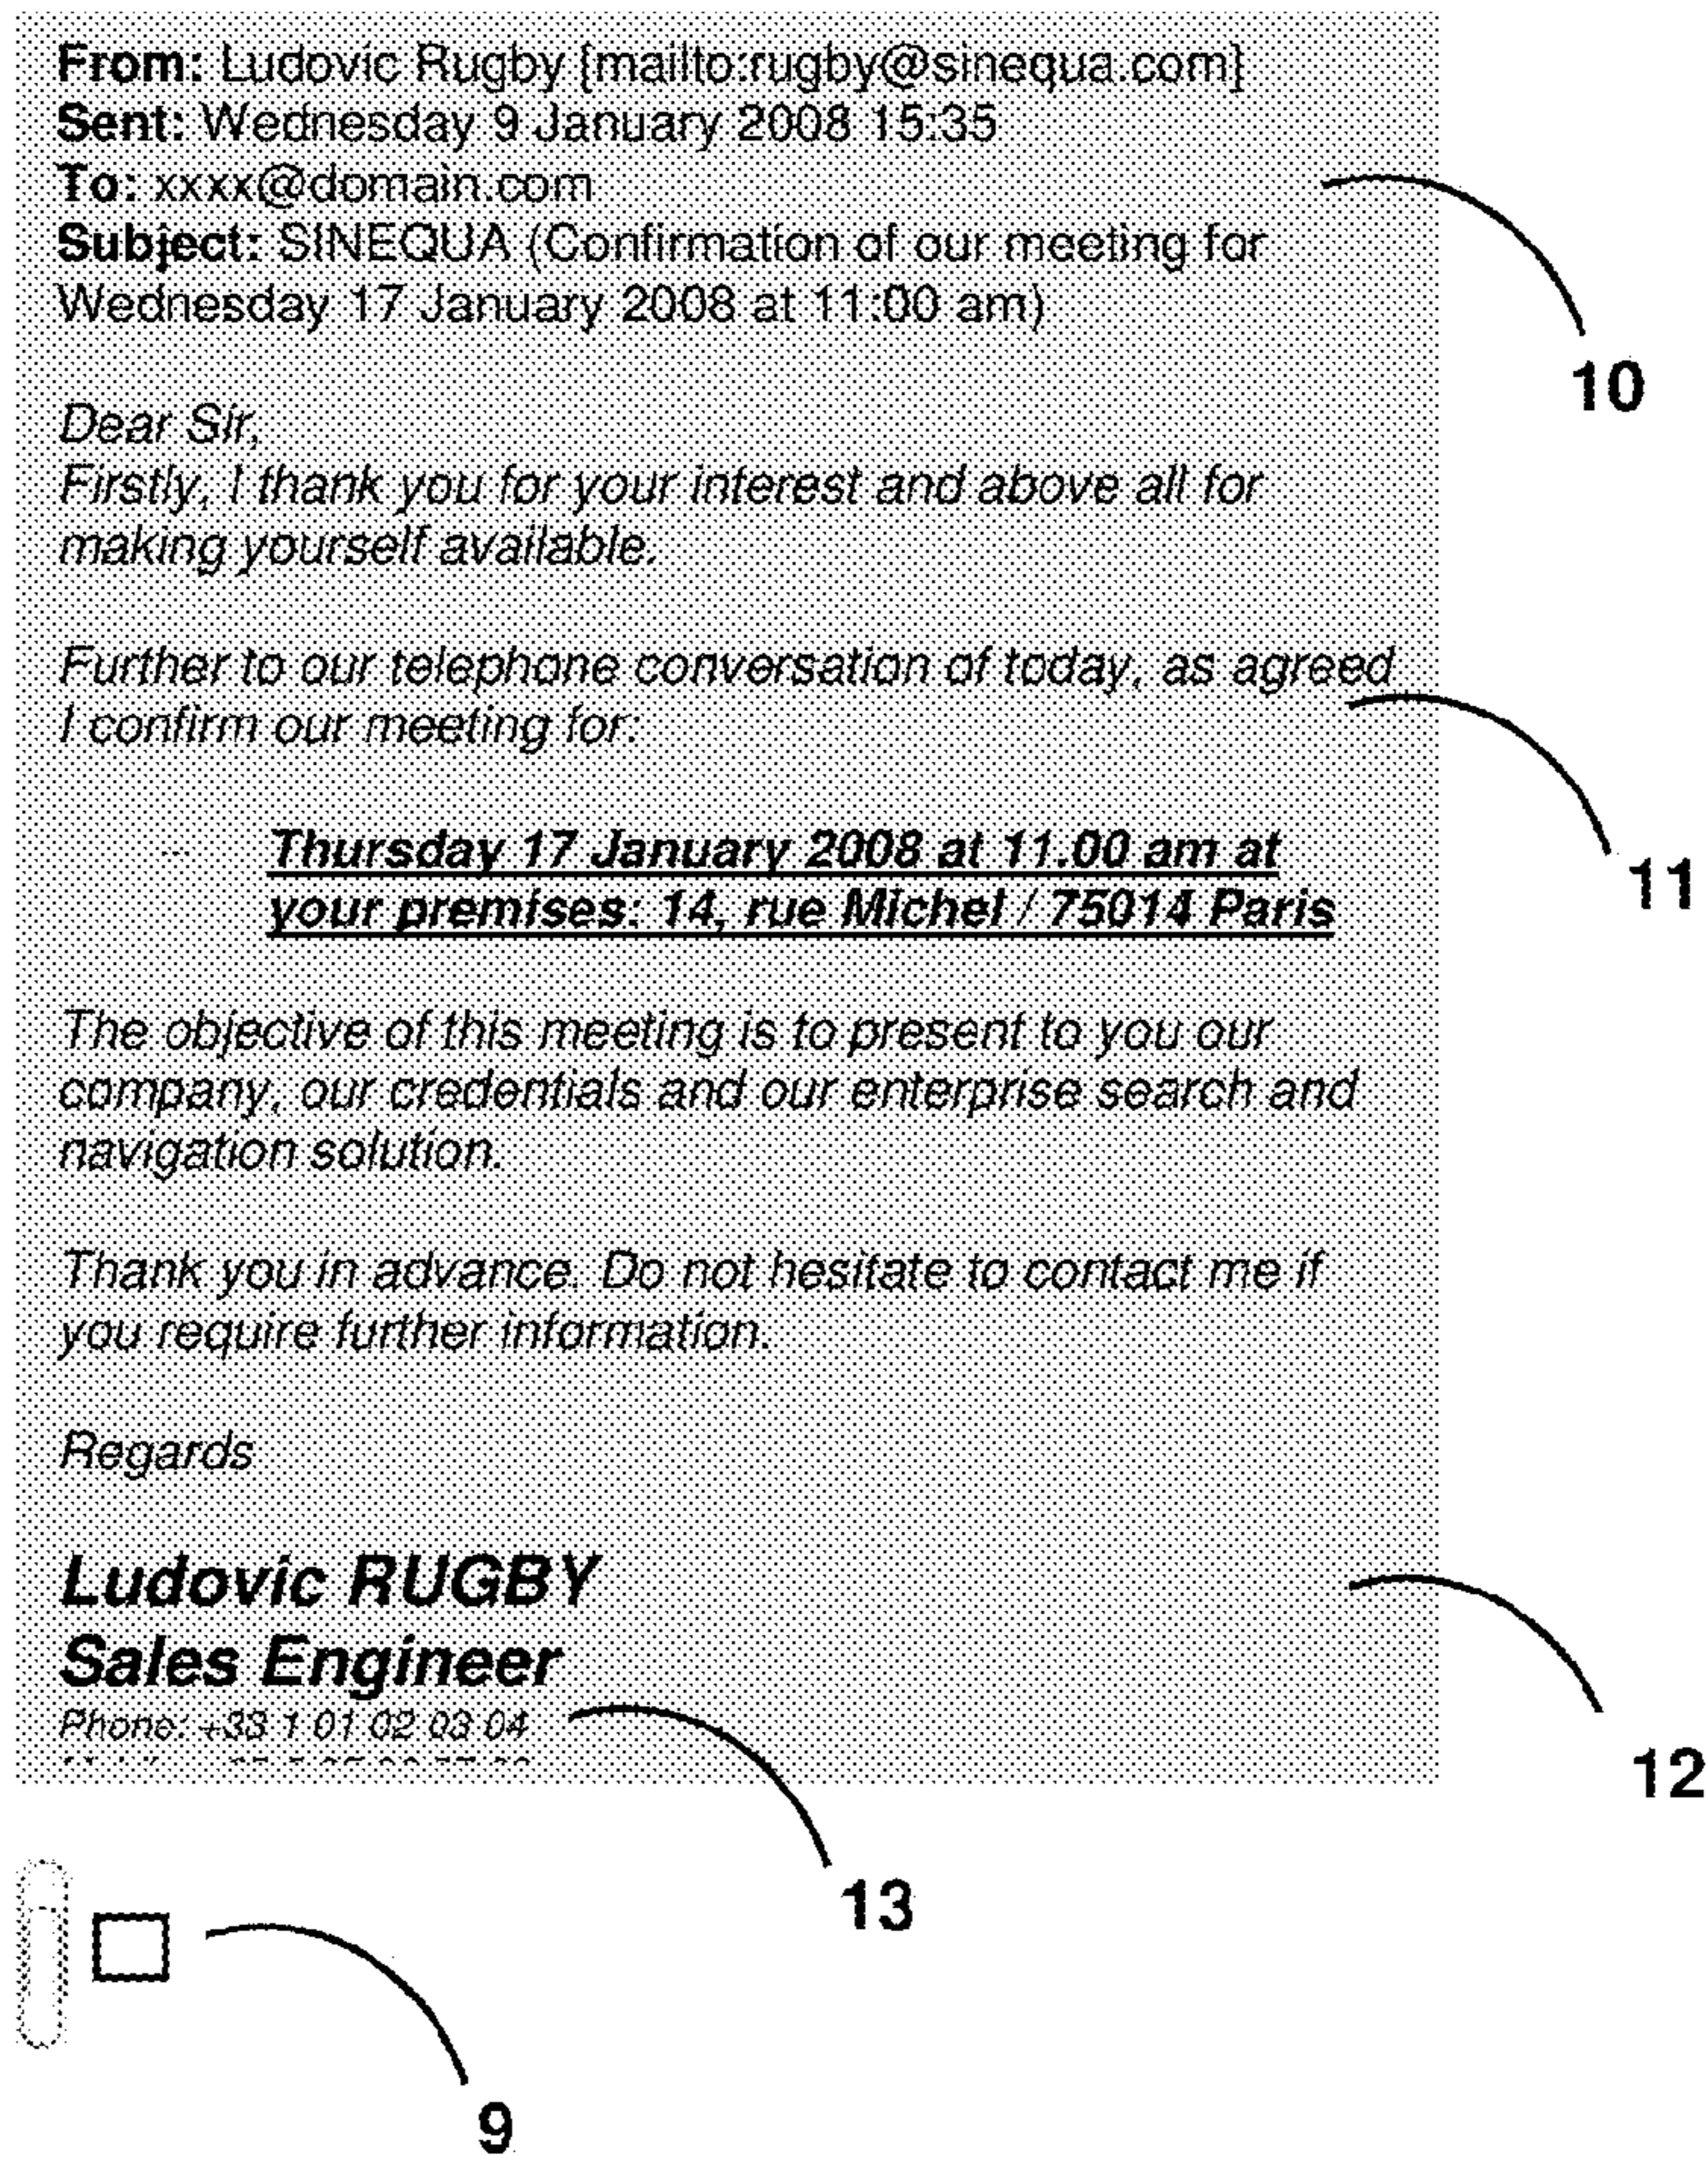 From: Ludovic Rugby [mailto:rugby@sinequa.com]
Sent: Wednesday 9 January 2008 15:35
To: xxxx@domain.com
Subject: SINEQUA (Confirmation of our meeting for
Wednesday 17 January 2008 at 11:00 am)
10
Dear Sir,
Firstly, I thank you for your interest and above all for
making yourself available.
Further to our telephone conversation of today, as agreed
I confirm our meeting for:
11
Thursday 17 January 2008 at 11.00 am at
your premises: 14, rue Michel / 75014 Paris
The objective of this meeting is to present to you our
company, our credentials and our enterprise search and
navigation solution.
Thank you in advance. Do not hesitate to contact me if
you require further information.
Regards
Ludovic RUGBY
Sales Engineer
Phone: +33 1 01 02 03 04
12
13
9